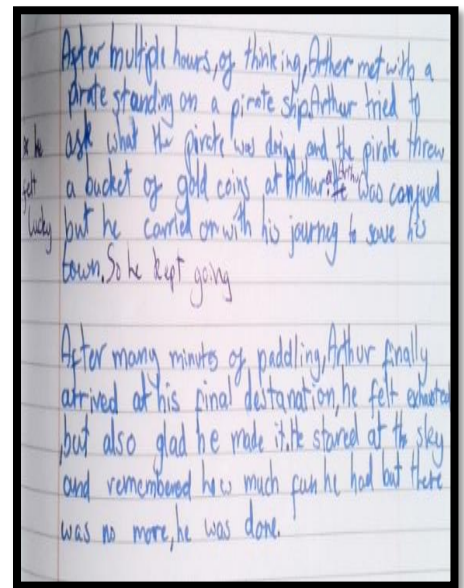 After multiple hours, of thinking, Arther met with a
pirate standing on a pirate ship. Arthur tried to
ask what the pirate was doing and the pirate threw
a bucket of gold coins at Arthur. was confused
but he carried on with his journey to save his
town. So he kept going
he
felt
lucky
After many minutes of paddling, Arthur finally
arrived at his final destanation, he felt exhausted
,but also glad he made it. He stared at the sky
and remembered how much fun he had but there
was no more, he was done.